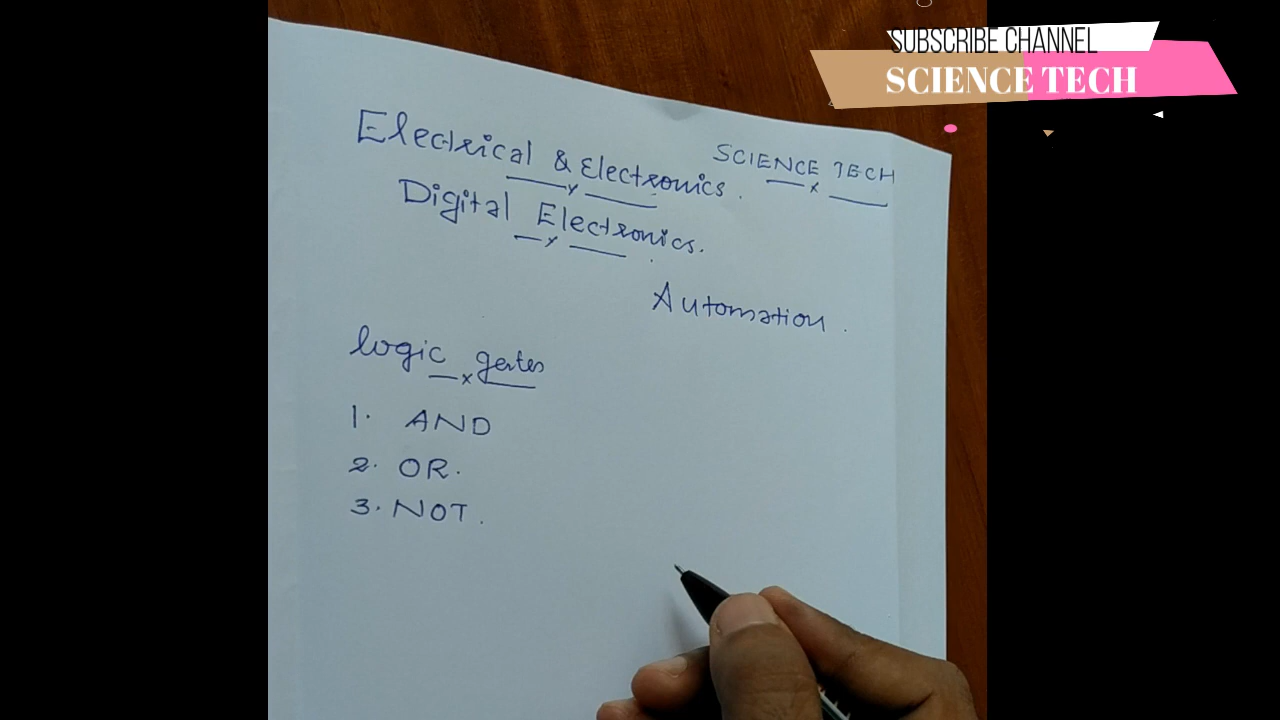 SUBSCRIBE CHANNEL
SCIENCE TECH
Electrical & Electronics.
SCIENCE TECH
Digital Electronics.
Automation.
logic gates
1. AND
2. OR.
3. NOT.